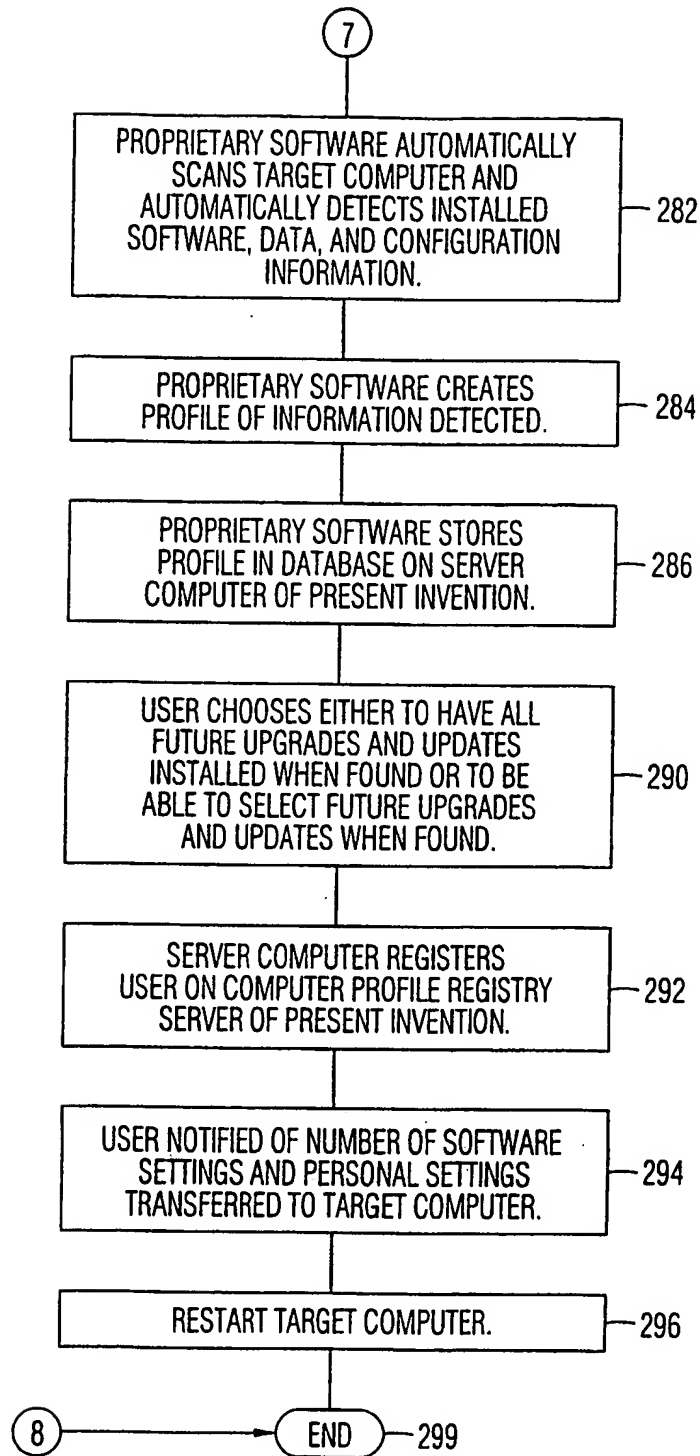 7
PROPRIETARY SOFTWARE AUTOMATICALLY
SCANS TARGET COMPUTER AND
AUTOMATICALLY DETECTS INSTALLED
SOFTWARE, DATA, AND CONFIGURATION
INFORMATION.
282
PROPRIETARY SOFTWARE CREATES
PROFILE OF INFORMATION DETECTED.
284
PROPRIETARY SOFTWARE STORES
PROFILE IN DATABASE ON SERVER
COMPUTER OF PRESENT INVENTION.
286
USER CHOOSES EITHER TO HAVE ALL
FUTURE UPGRADES AND UPDATES
INSTALLED WHEN FOUND OR TO BE
ABLE TO SELECT FUTURE UPGRADES
AND UPDATES WHEN FOUND.
290
SERVER COMPUTER REGISTERS
USER ON COMPUTER PROFILE REGISTRY
SERVER OF PRESENT INVENTION.
292
USER NOTIFIED OF NUMBER OF SOFTWARE
SETTINGS AND PERSONAL SETTINGS
TRANSFERRED TO TARGET COMPUTER.
294
RESTART TARGET COMPUTER.
296
8
END
299